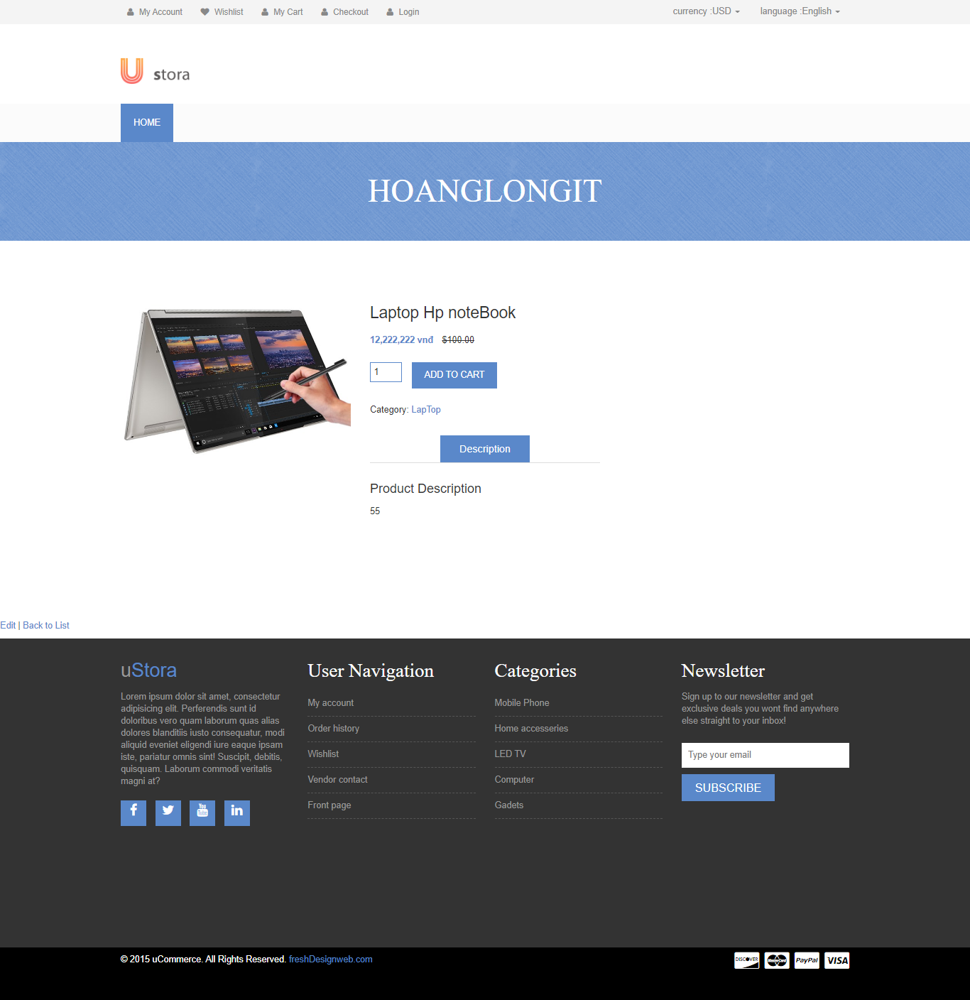 My Account Wishlist My Cart Checkout Login currency :USD language :English
U stora
HOME
HOANGLONGIT
Laptop Hp noteBook
12,222,222 vnđ $100.00
1 ADD TO CART
Category: LapTop
Description
Product Description
55
Edit | Back to List
uStora
Lorem ipsum dolor sit amet, consectetur
adipisicing elit. Perferendis sunt id
doloribus vero quam laborum quas alias
dolores blanditiis iusto consequatur, modi
aliquid eveniet eligendi iure eaque ipsam
iste, pariatur omnis sint! Suscipit, debitis,
quisquam. Laborum commodi veritatis
magni at?
User Navigation
My account
Order history
Wishlist
Vendor contact
Front page
Categories
Mobile Phone
Home accesseries
LED TV
Computer
Gadets
Newsletter
Sign up to our newsletter and get
exclusive deals you wont find anywhere
else straight to your inbox!
Type your email
SUBSCRIBE
© 2015 uCommerce. All Rights Reserved. freshDesignweb.com
DISCOVER MasterCard PayPal VISA